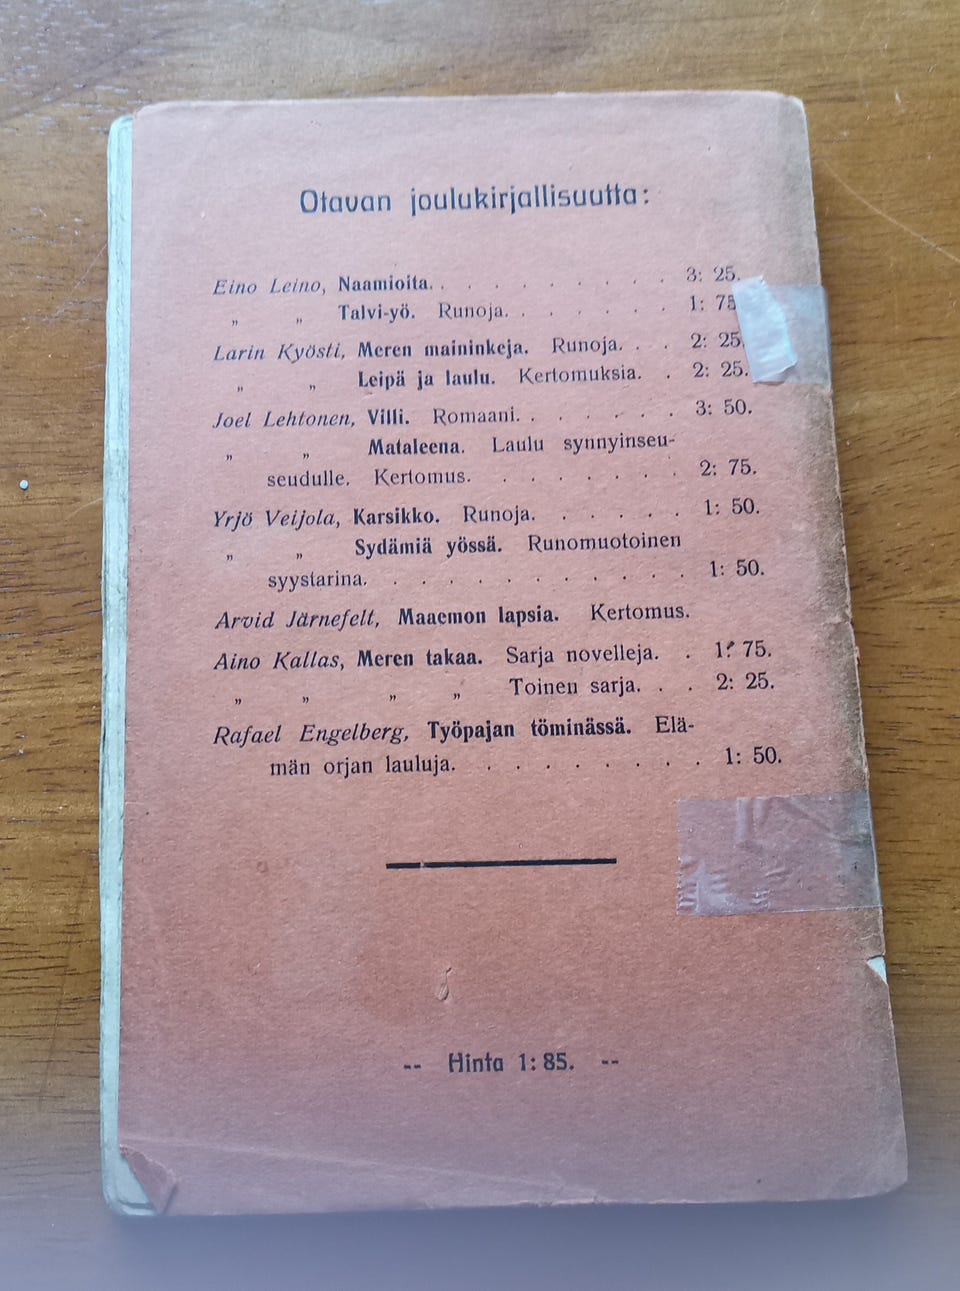 Otavan joulukirjallisuutta:
Eino Leino, Naamioita. . . . . . . . . . 3: 25.
„ „ Talvi-yö. Runoja. . . . . . . 1: 75
Larin Kyösti, Meren maininkeja. Runoja. . . 2: 25.
„ „ Leipä ja laulu. Kertomuksia. . 2: 25.
Joel Lehtonen, Villi. Romaani. . . . . . . 3: 50.
„ „ Mataleena. Laulu synnyinseu-
seudulle. Kertomus. . . . . . . . 2: 75.
Yrjö Veijola, Karsikko. Runoja. . . . . . 1: 50.
„ „ Sydämiä yössä. Runomuotoinen
syystarina. . . . . . . . . . . . 1: 50.
Arvid Järnefelt, Maaemon lapsia. Kertomus.
Aino Kallas, Meren takaa. Sarja novelleja. . 1: 75.
„ „ „ „ Toinen sarja. . . 2: 25.
Rafael Engelberg, Työpajan töminässä. Elä-
män orjan lauluja. . . . . . . . . 1: 50.
-- Hinta 1: 85. --